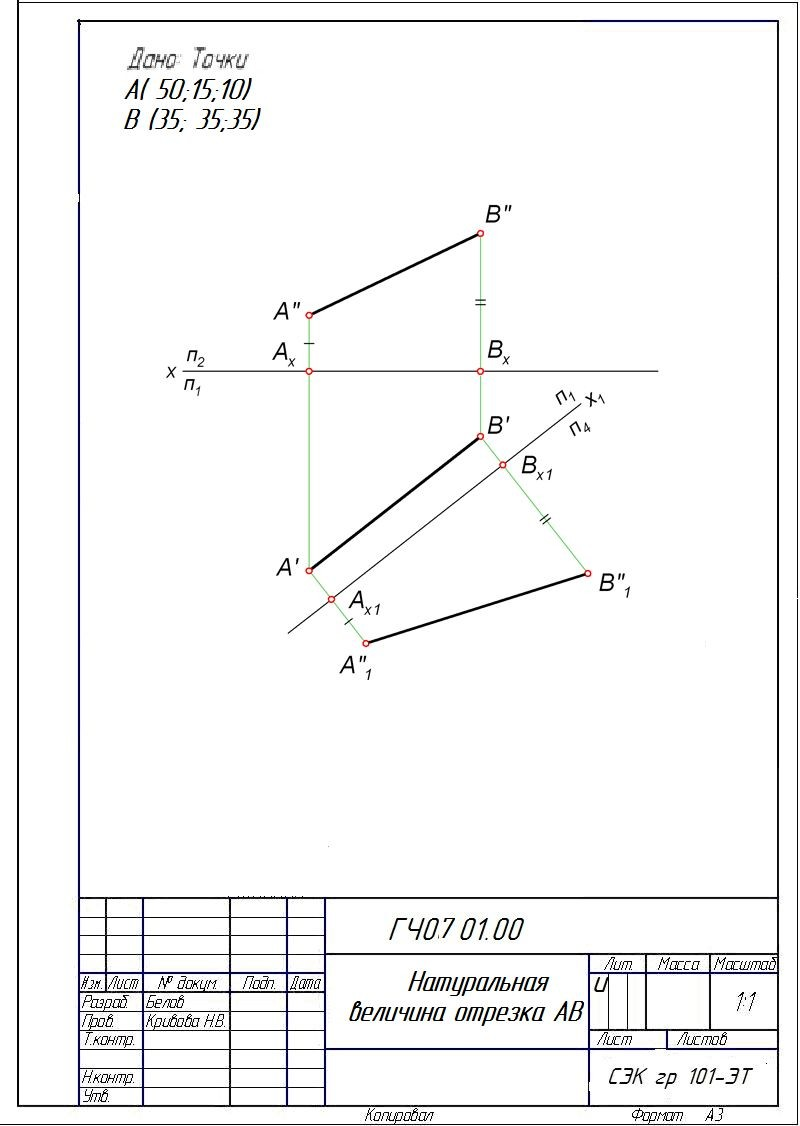 Дано: Точки
А( 50;15;10)
В (35; 35;35)
B"
A"
Aₓ
Bₓ
x
п₂
п₁
B'
п₁ x₁
п₄
Bₓ₁
A'
Aₓ₁
B"₁
A"₁
ГЧ0.7 01.00
Натуральная
величина отрезка АВ
Лит. Масса Масштаб
и
1:1
Изм. Лист № докум. Подп. Дата
Разраб. Белов
Пров. Кривова Н.В.
Т.контр.
Лист Листов
Н.контр.
Утв.
СЭК гр 101-ЭТ
Копировал Формат А3